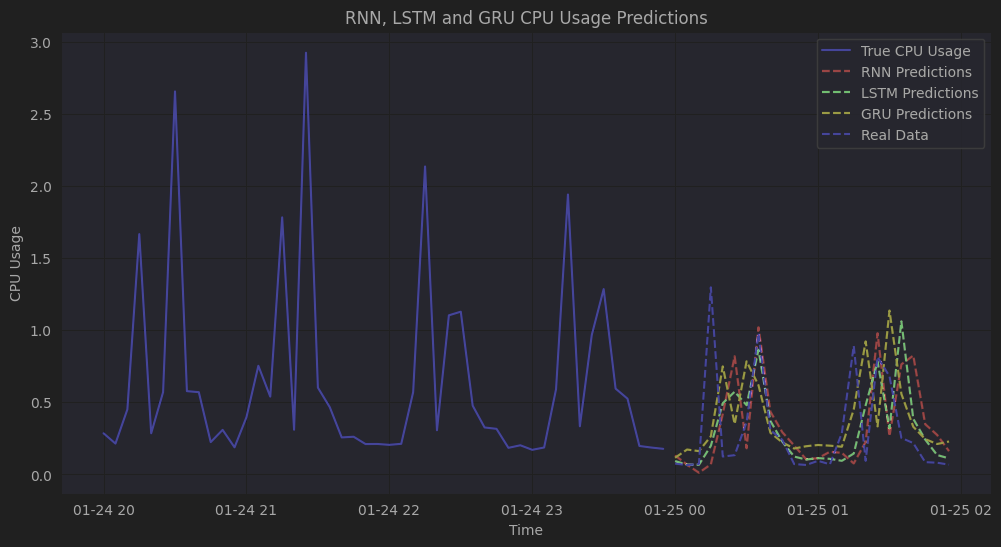 RNN, LSTM and GRU CPU Usage Predictions
True CPU Usage
RNN Predictions
LSTM Predictions
GRU Predictions
Real Data
CPU Usage
3.0
2.5
2.0
1.5
1.0
0.5
0.0
01-24 20
01-24 21
01-24 22
01-24 23
01-25 00
01-25 01
01-25 02
Time